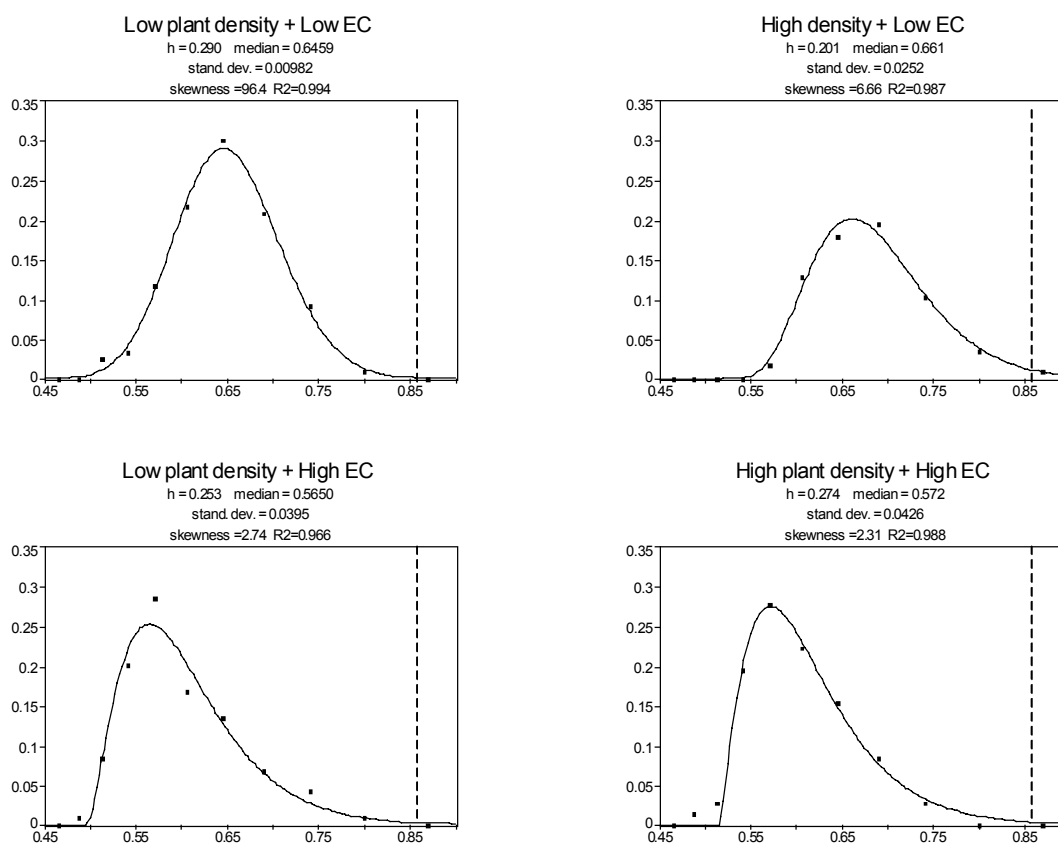 Low plant density + Low EC
h = 0.290 median = 0.6459
stand. dev. = 0.00982
skewness =96.4 R2=0.994
0.35
0.3
0.25
0.2
0.15
0.1
0.05
0
0.45 0.55 0.65 0.75 0.85
High density + Low EC
h = 0.201 median = 0.661
stand. dev. = 0.0252
skewness =6.66 R2=0.987
0.35
0.3
0.25
0.2
0.15
0.1
0.05
0
0.45 0.55 0.65 0.75 0.85
Low plant density + High EC
h = 0.253 median = 0.5650
stand. dev. = 0.0395
skewness =2.74 R2=0.966
0.35
0.3
0.25
0.2
0.15
0.1
0.05
0
0.45 0.55 0.65 0.75 0.85
High plant density + High EC
h = 0.274 median = 0.572
stand. dev. = 0.0426
skewness =2.31 R2=0.988
0.35
0.3
0.25
0.2
0.15
0.1
0.05
0
0.45 0.55 0.65 0.75 0.85